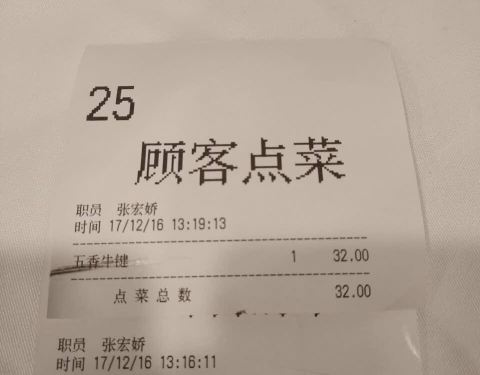 25
顾客点菜
职员 张宏娇
时间 17/12/16 13:19:13
五香牛键 1 32.00
点菜总数 32.00
职员 张宏娇
时间 17/12/16 13:16:11